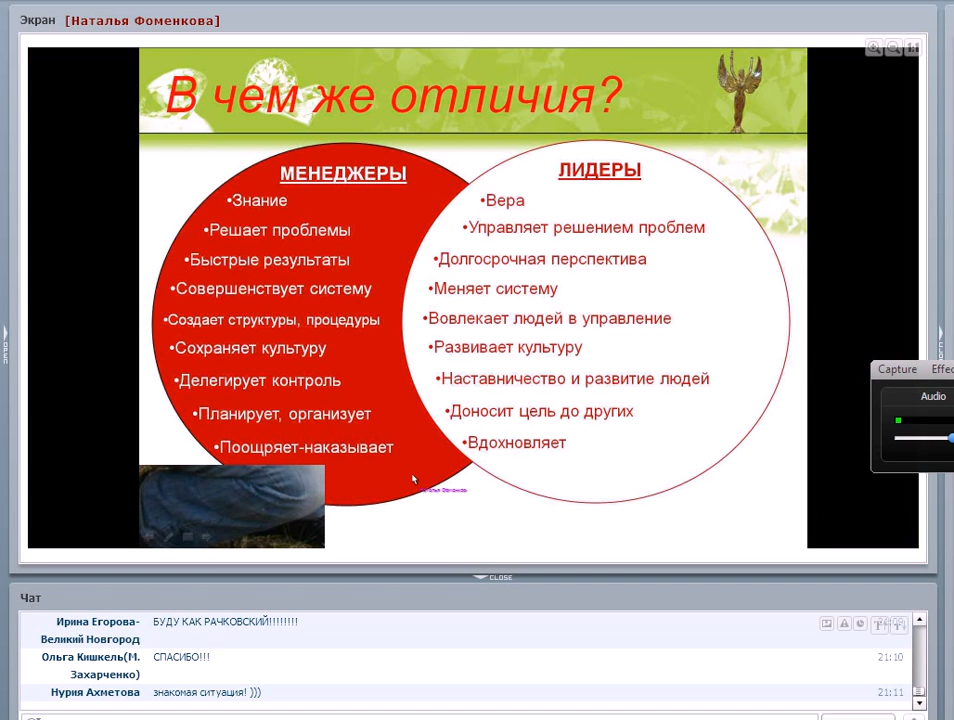 Экран [Наталья Фоменкова]
В чем же отличия?
МЕНЕДЖЕРЫ
•Знание
•Решает проблемы
•Быстрые результаты
•Совершенствует систему
•Создает структуры, процедуры
•Сохраняет культуру
•Делегирует контроль
•Планирует, организует
•Поощряет-наказывает
ЛИДЕРЫ
•Вера
•Управляет решением проблем
•Долгосрочная перспектива
•Меняет систему
•Вовлекает людей в управление
•Развивает культуру
•Наставничество и развитие людей
•Доносит цель до других
•Вдохновляет
Capture
Audio
CLOSE
Чат
Ирина Егорова- БУДУ КАК РАЧКОВСКИЙ!!!!!!!!
Великий Новгород
Ольга Кишкель(М. СПАСИБО!!! 21:10
Захарченко)
Нурия Ахметова знакомая ситуация! ))) 21:11